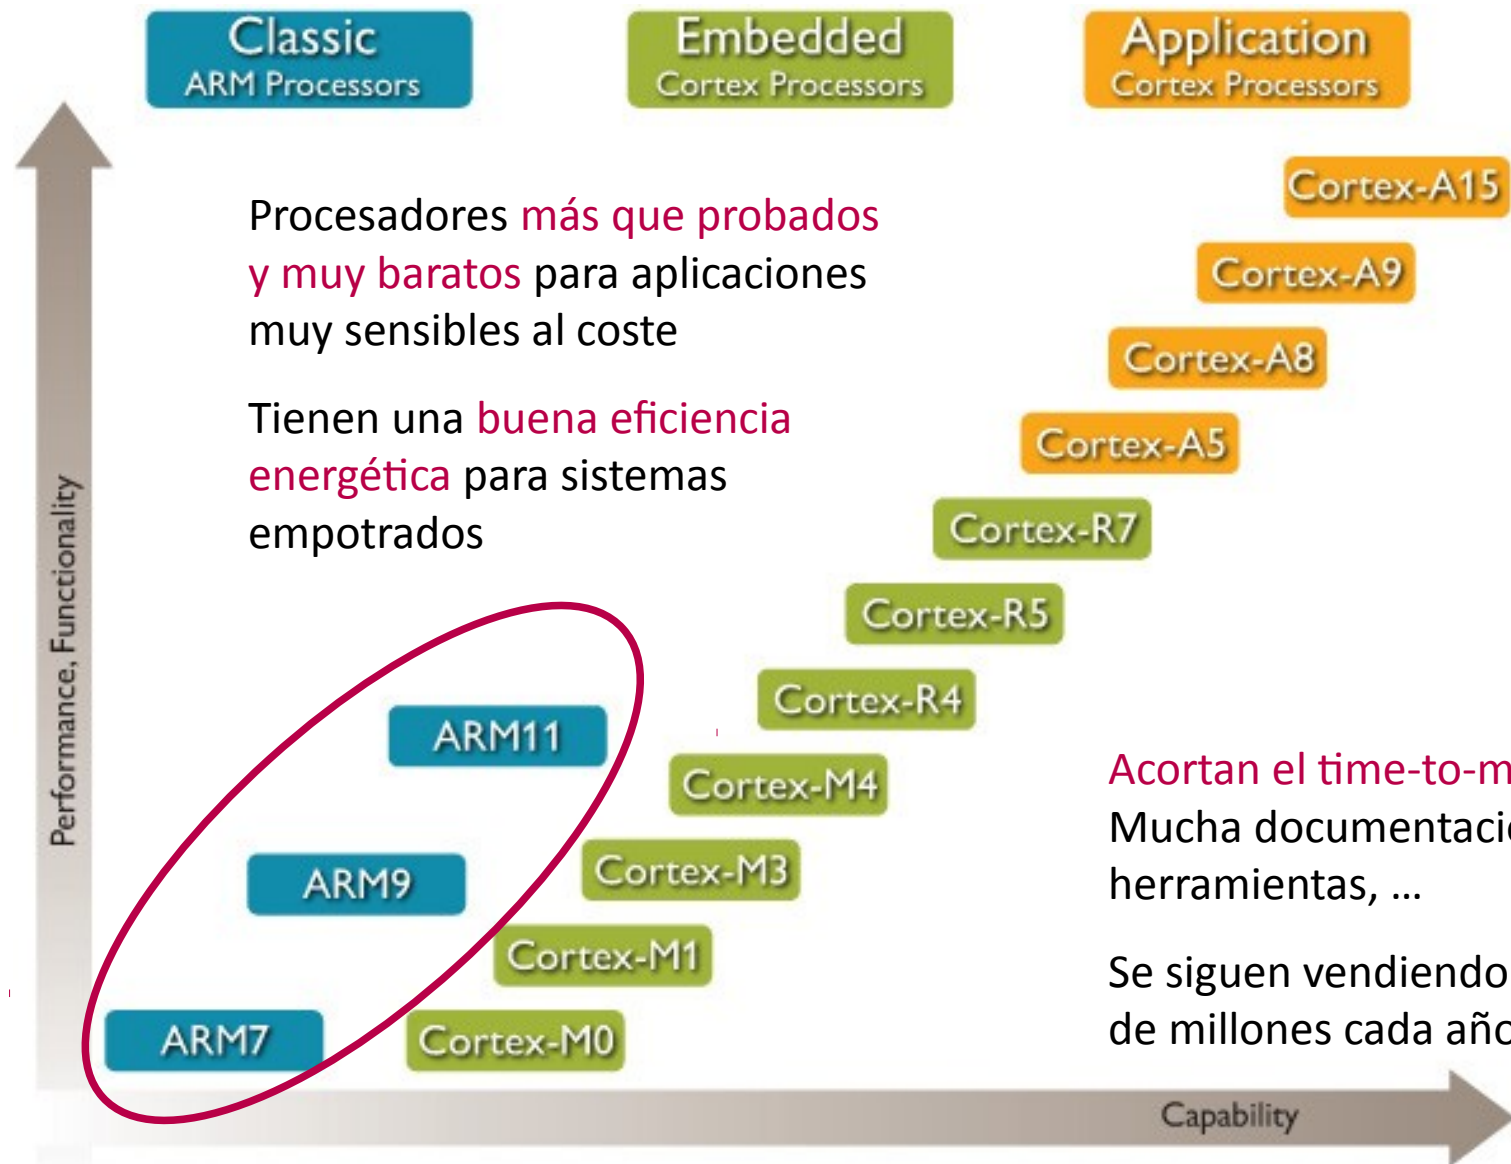 Classic
ARM Processors
Embedded
Cortex Processors
Application
Cortex Processors
Procesadores más que probados
y muy baratos para aplicaciones
muy sensibles al coste
Tienen una buena eficiencia
energética para sistemas
empotrados
Cortex-A15
Cortex-A9
Cortex-A8
Cortex-A5
Cortex-R7
Cortex-R5
Cortex-R4
ARM11
Cortex-M4
ARM9
Cortex-M3
Cortex-M1
ARM7
Cortex-M0
Acortan el time-to-m
Mucha documentació
herramientas, ...
Se siguen vendiendo
de millones cada año
Performance, Functionality
Capability